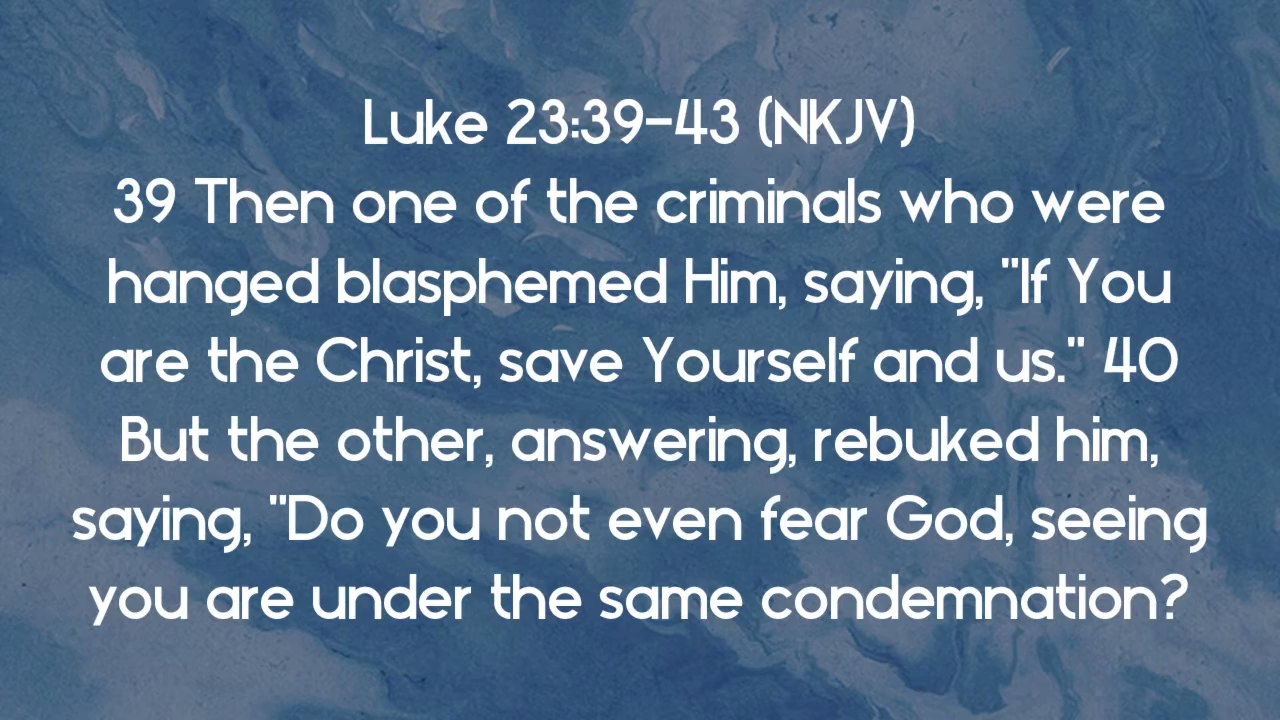 Luke 23:39-43 (NKJV)
39 Then one of the criminals who were
hanged blasphemed Him, saying, "If You
are the Christ, save Yourself and us." 40
But the other, answering, rebuked him,
saying, "Do you not even fear God, seeing
you are under the same condemnation?